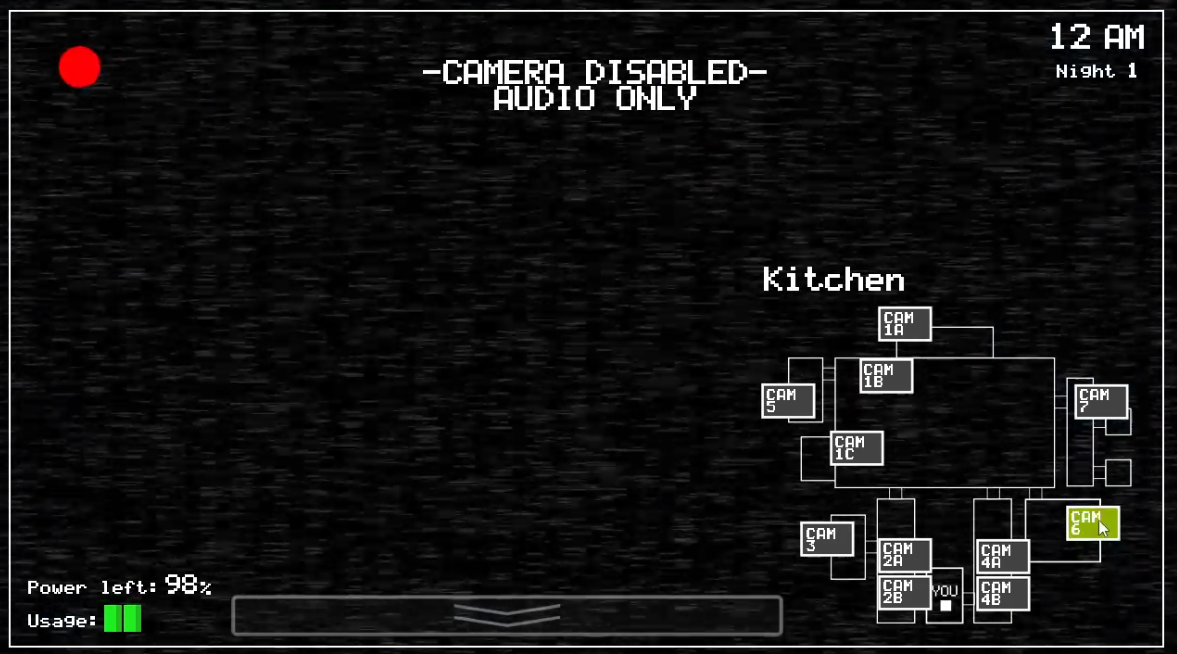 12 AM
Night 1
-CAMERA DISABLED-
AUDIO ONLY
Kitchen
CAM
1A
CAM
1B
CAM
5
CAM
7
CAM
1C
CAM
6
CAM
3
CAM
2A
CAM
4A
CAM
2B
YOU
CAM
4B
Power left: 98%
Usage: